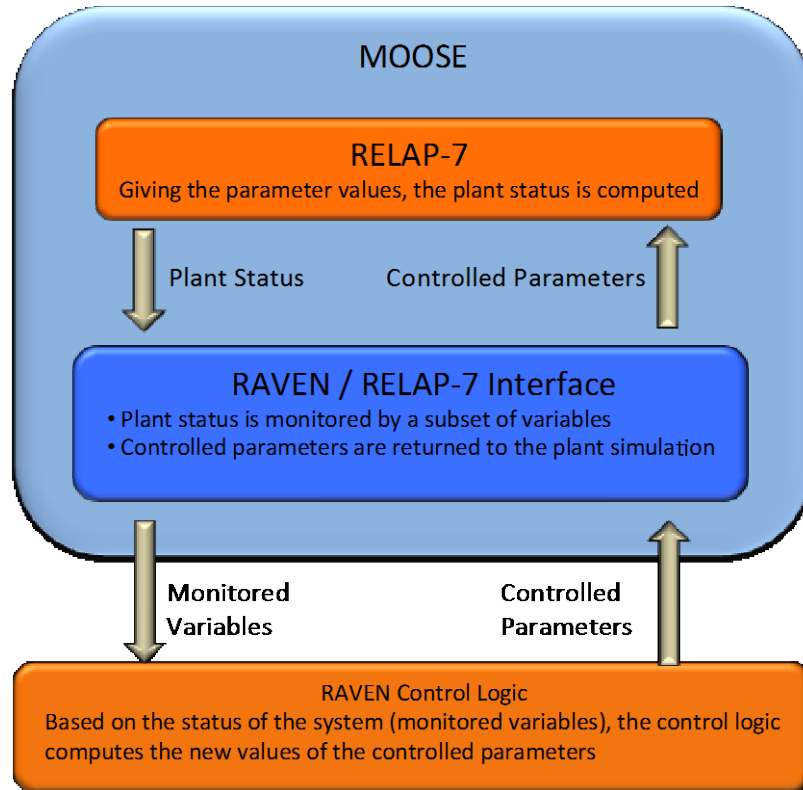 MOOSE
RELAP-7
Giving the parameter values, the plant status is computed
Plant Status
Controlled Parameters
RAVEN / RELAP-7 Interface
• Plant status is monitored by a subset of variables
• Controlled parameters are returned to the plant simulation
Monitored
Variables
Controlled
Parameters
RAVEN Control Logic
Based on the status of the system (monitored variables), the control logic
computes the new values of the controlled parameters